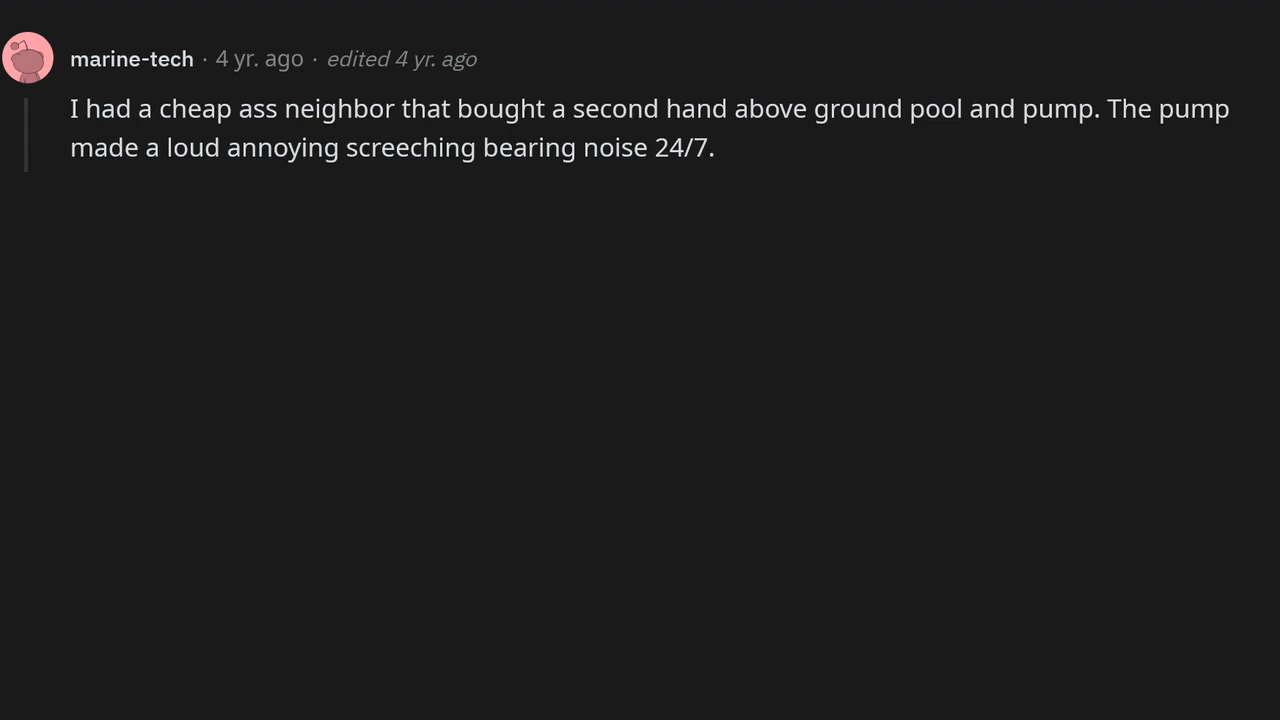 marine-tech · 4 yr. ago · edited 4 yr. ago
I had a cheap ass neighbor that bought a second hand above ground pool and pump. The pump
made a loud annoying screeching bearing noise 24/7.